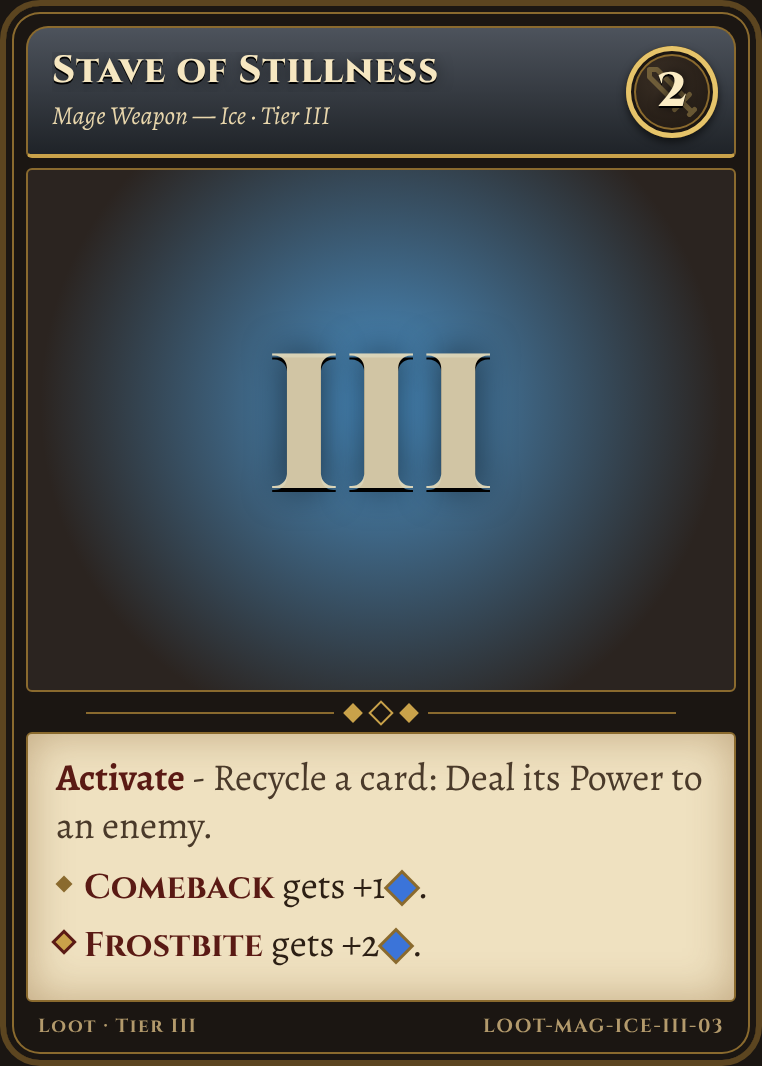 Stave of Stillness
Mage Weapon — Ice · Tier III
2
III
Activate - Recycle a card: Deal its Power to
an enemy.
Comeback gets +1.
Frostbite gets +2.
Loot · Tier III
LOOT-MAG-ICE-III-03